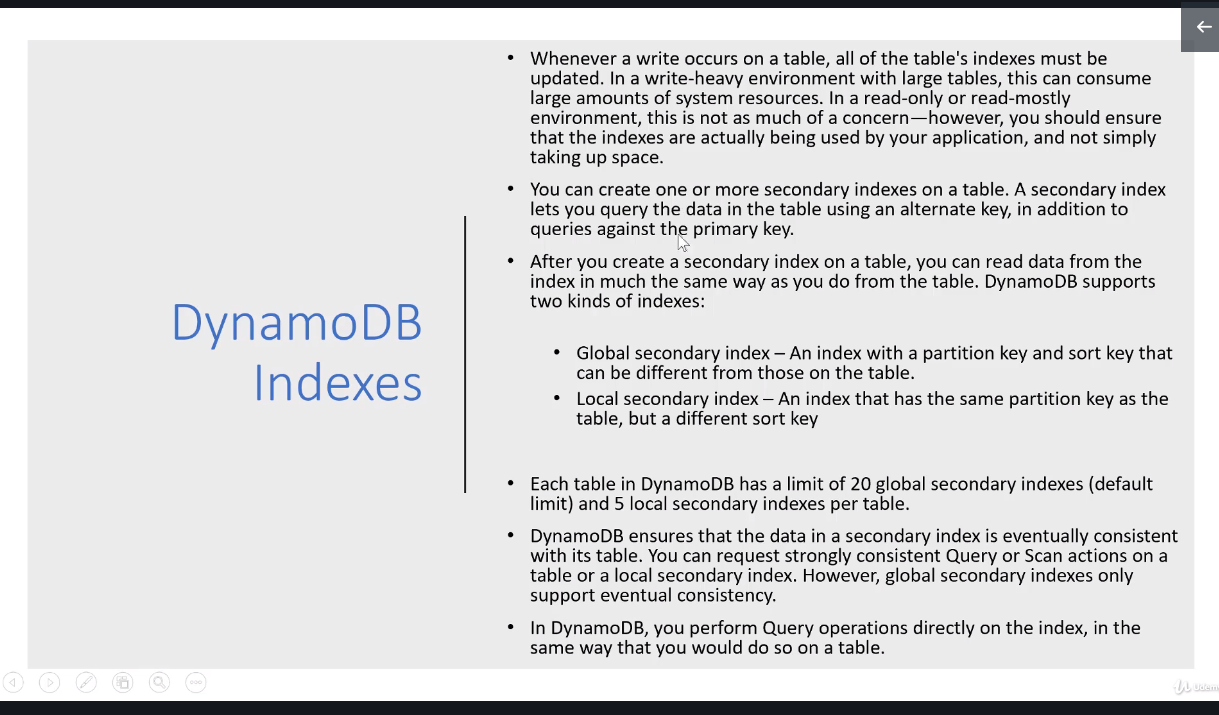 • Whenever a write occurs on a table, all of the table's indexes must be
updated. In a write-heavy environment with large tables, this can consume
large amounts of system resources. In a read-only or read-mostly
environment, this is not as much of a concern—however, you should ensure
that the indexes are actually being used by your application, and not simply
taking up space.
• You can create one or more secondary indexes on a table. A secondary index
lets you query the data in the table using an alternate key, in addition to
queries against the primary key.
• After you create a secondary index on a table, you can read data from the
index in much the same way as you do from the table. DynamoDB supports
two kinds of indexes:
DynamoDB
Indexes
• Global secondary index – An index with a partition key and sort key that
can be different from those on the table.
• Local secondary index – An index that has the same partition key as the
table, but a different sort key
• Each table in DynamoDB has a limit of 20 global secondary indexes (default
limit) and 5 local secondary indexes per table.
• DynamoDB ensures that the data in a secondary index is eventually consistent
with its table. You can request strongly consistent Query or Scan actions on a
table or a local secondary index. However, global secondary indexes only
support eventual consistency.
• In DynamoDB, you perform Query operations directly on the index, in the
same way that you would do so on a table.
Udem